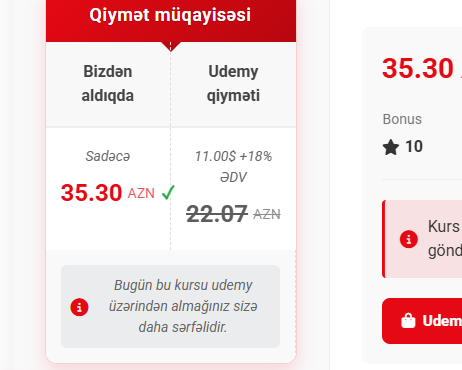 Qiymət müqayisəsi
Bizdən
aldıqda
Udemy
qiyməti
Sadəcə
35.30 AZN
11.00$ +18%
ƏDV
22.07 AZN
Bugün bu kursu udemy
üzərindən almağınız sizə
daha sərfəlidir.
35.30
Bonus
10
Kurs
gönd
Udem